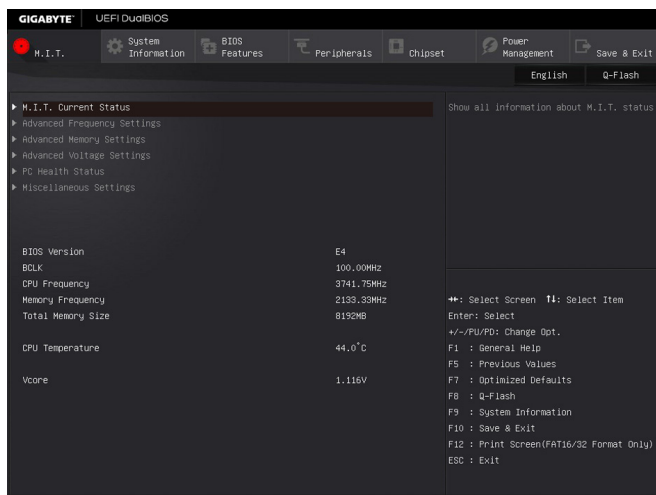 GIGABYTE™ UEFI DualBIOS
M.I.T.
System Information
BIOS Features
Peripherals
Chipset
Power Management
Save & Exit
English
Q-Flash
M.I.T. Current Status
Advanced Frequency Settings
Advanced Memory Settings
Advanced Voltage Settings
PC Health Status
Miscellaneous Settings
Show all information about M.I.T. status
BIOS Version E4
BCLK 100.00MHz
CPU Frequency 3741.75MHz
Memory Frequency 2133.33MHz
Total Memory Size 8192MB
CPU Temperature 44.0°C
Vcore 1.116V
→←: Select Screen ↑↓: Select Item
Enter: Select
+/-/PU/PD: Change Opt.
F1 : General Help
F5 : Previous Values
F7 : Optimized Defaults
F8 : Q-Flash
F9 : System Information
F10 : Save & Exit
F12 : Print Screen(FAT16/32 Format Only)
ESC : Exit